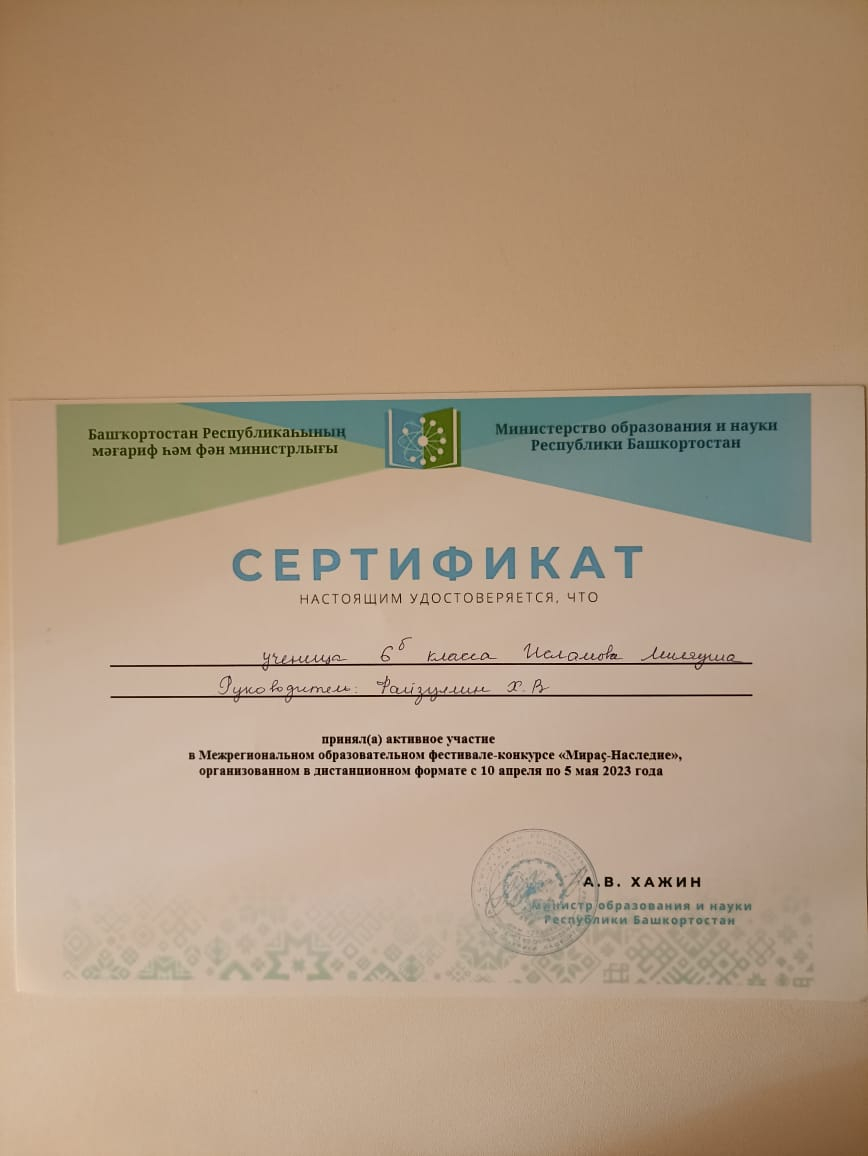 Башҡортостан Республикаһының
мәғариф һәм фән министрлығы
Министерство образования и науки
Республики Башкортостан
СЕРТИФИКАТ
НАСТОЯЩИМ УДОСТОВЕРЯЕТСЯ, ЧТО
ученица 6б класса Исламова Миляуша
Руководитель: Файзуллин Х.В
принял(а) активное участие
в Межрегиональном образовательном фестивале-конкурсе «Мираҫ-Наследие»,
организованном в дистанционном формате с 10 апреля по 5 мая 2023 года
А.В. ХАЖИН
Министр образования и науки
Республики Башкортостан